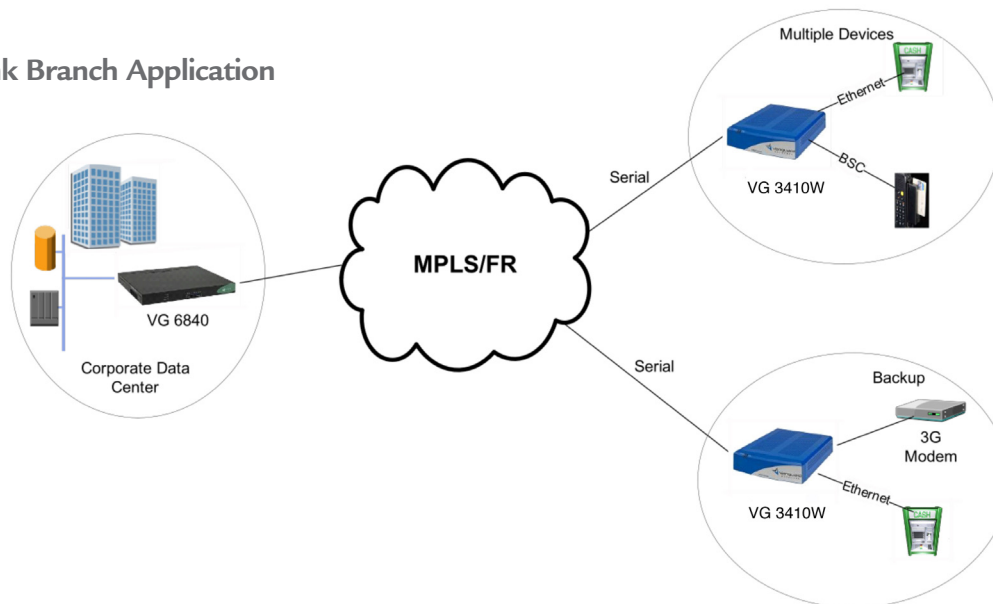 nk Branch Application
Multiple Devices
CASH
Ethernet
BSC
VG 3410W
Serial
MPLS/FR
VG 6840
Corporate Data
Center
Serial
Backup
3G
Modem
VG 3410W
Ethernet
CASH